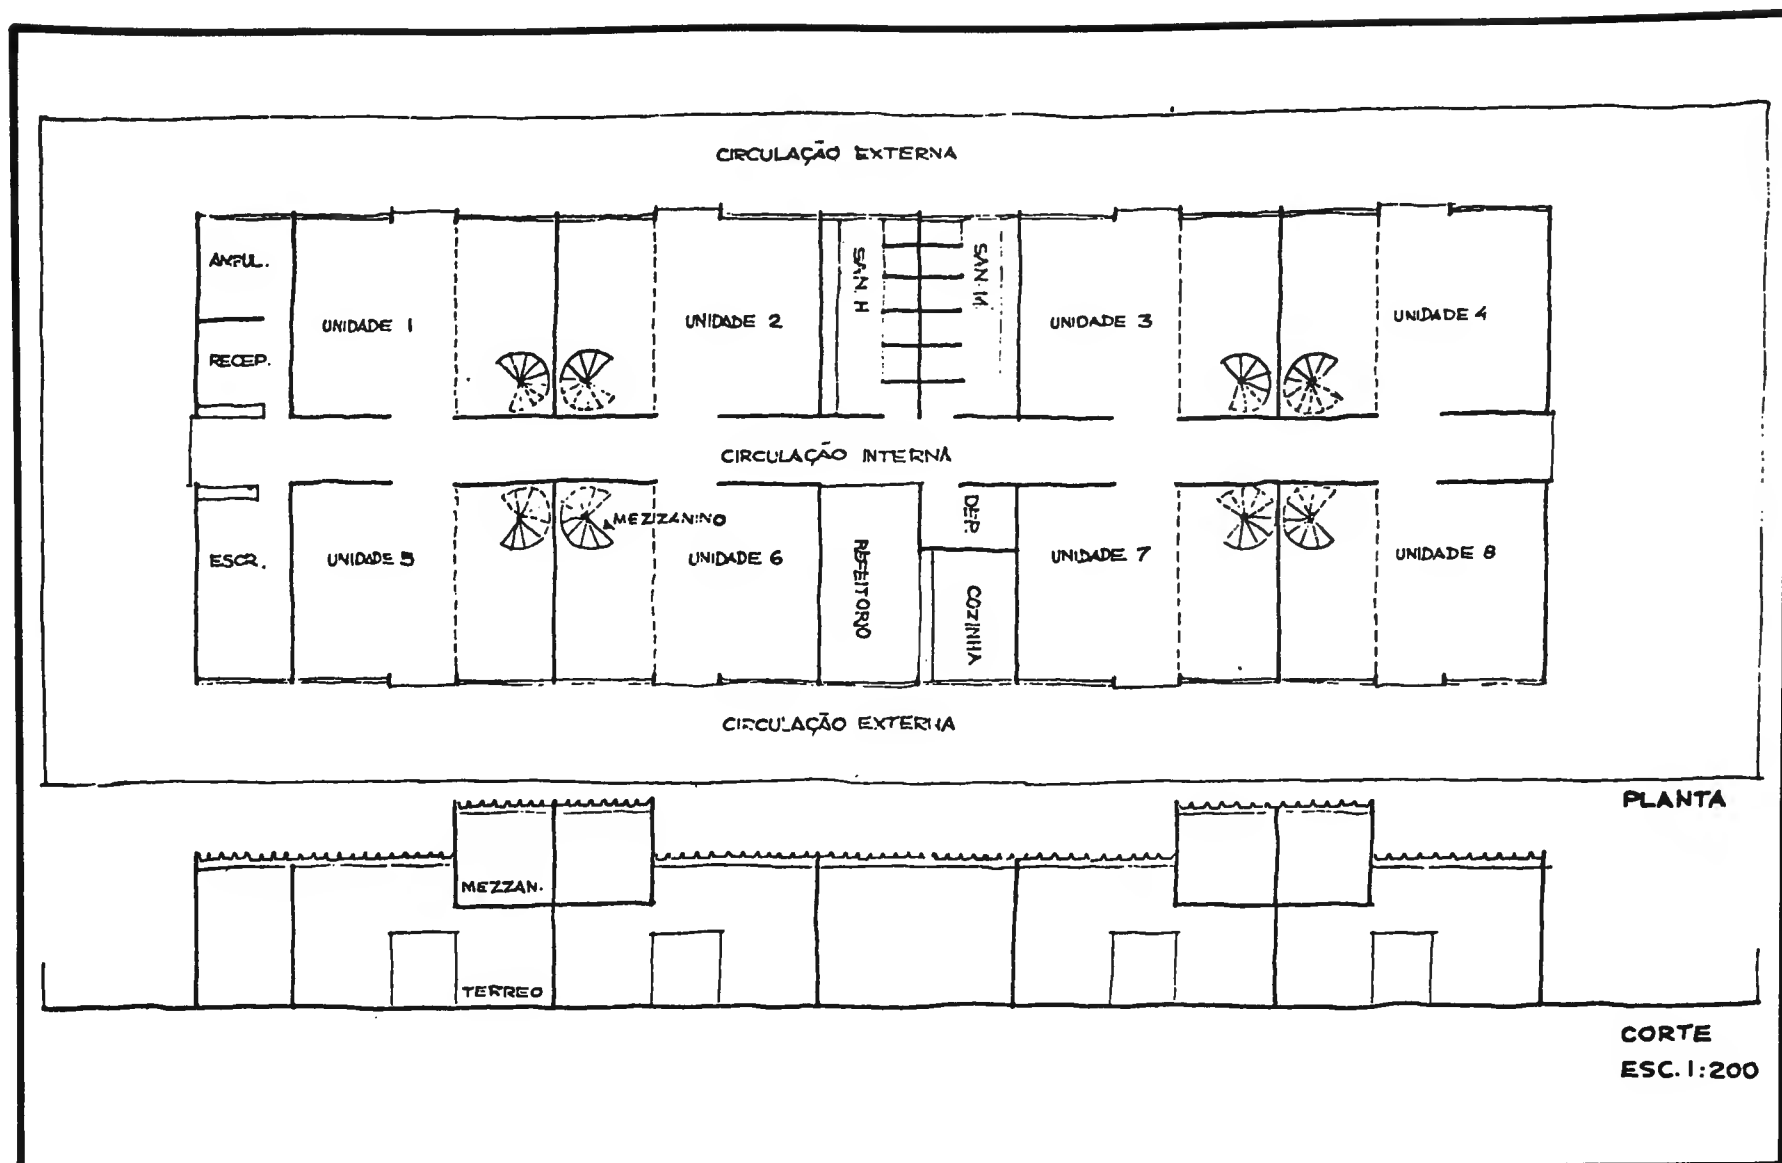 CIRCULAÇÃO EXTERNA
RECEP.
UNIDADE 1
UNIDADE 2
SAN. H
SAN. M.
UNIDADE 3
UNIDADE 4
CIRCULAÇÃO INTERNA
ESCR.
UNIDADE 5
MEZIZANINO
UNIDADE 6
REFEITORIO
DEP.
COZINHA
UNIDADE 7
UNIDADE 8
CIRCULAÇÃO EXTERNA
PLANTA
MEZZAN.
TERREO
CORTE
ESC. 1:200